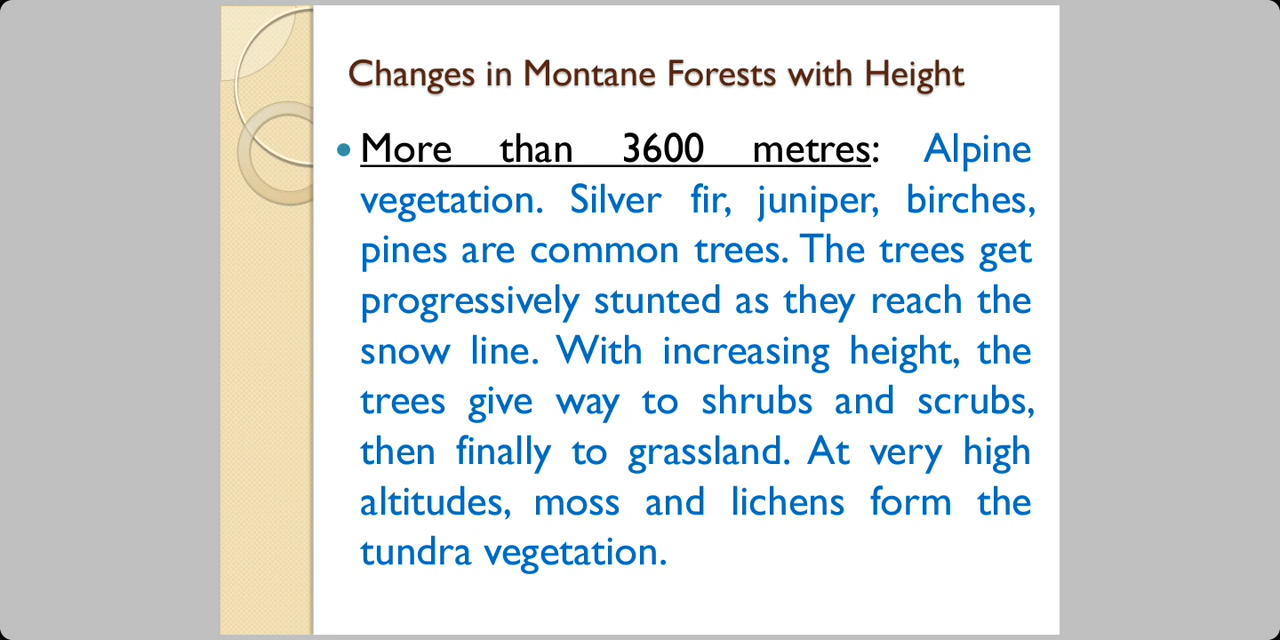 Changes in Montane Forests with Height
• More than 3600 metres: Alpine
vegetation. Silver fir, juniper, birches,
pines are common trees. The trees get
progressively stunted as they reach the
snow line. With increasing height, the
trees give way to shrubs and scrubs,
then finally to grassland. At very high
altitudes, moss and lichens form the
tundra vegetation.